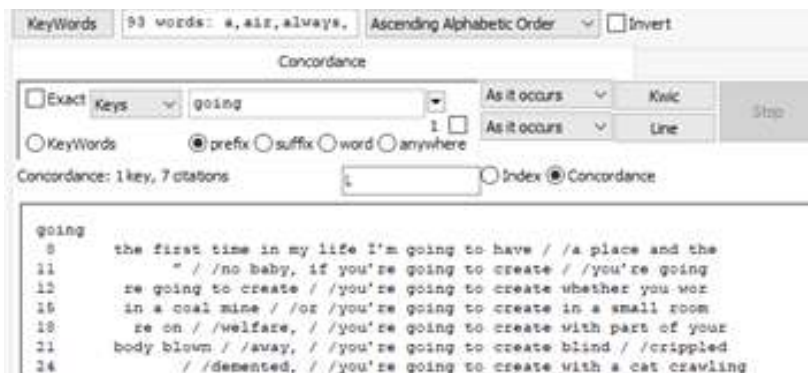 KeyWords 93 words: a,air,always, Ascending Alphabetic Order Invert
Concordance
Exact Keys going As it occurs Kwic Stop
1 As it occurs Line
KeyWords prefix suffix word anywhere
Concordance: 1 key, 7 citations Index Concordance
going
8 the first time in my life I'm going to have / /a place and the
11 " / /no baby, if you're going to create / /you're going
12 re going to create / /you're going to create whether you wor
15 in a coal mine / /or /you're going to create in a small room
18 re on / /welfare, / /you're going to create with part of your
21 body blown / /away, / /you're going to create blind / /crippled
24 / /demented, / /you're going to create with a cat crawling